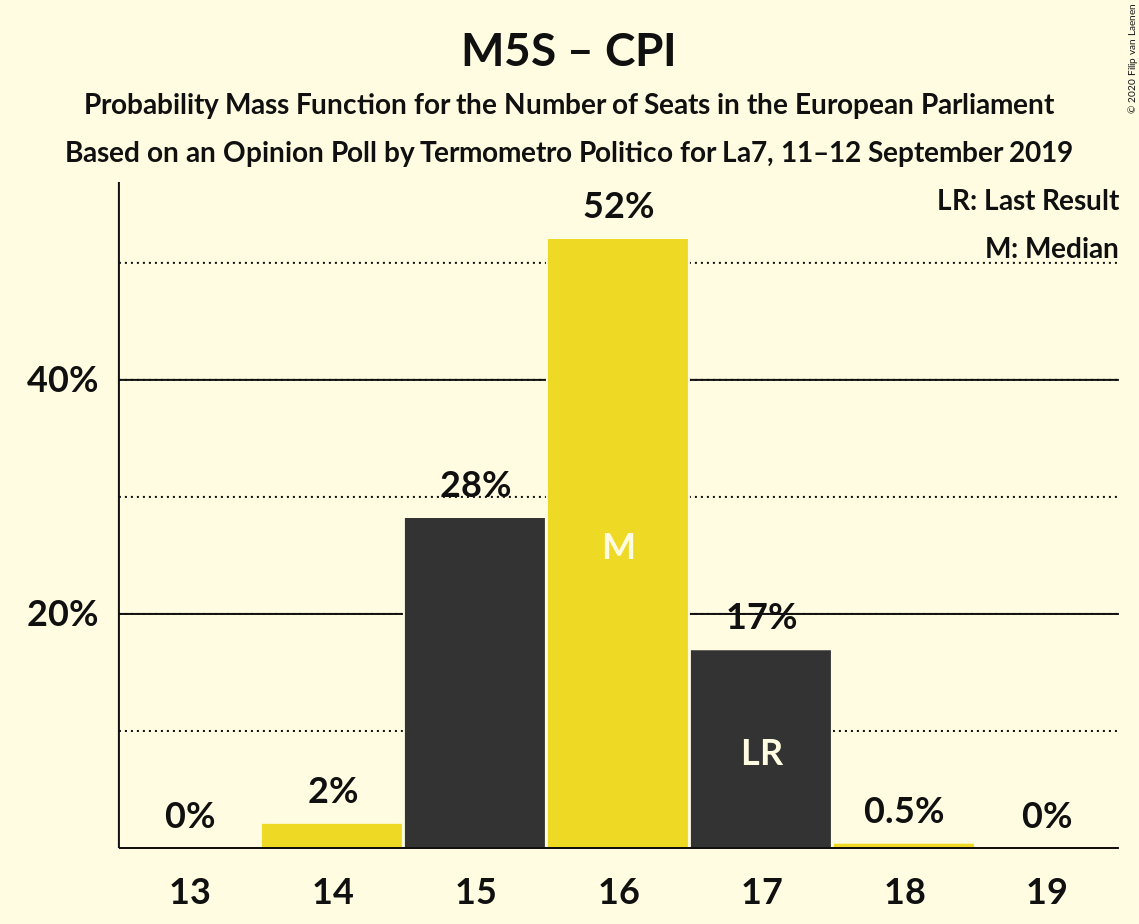 M5S – CPI
Probability Mass Function for the Number of Seats in the European Parliament
Based on an Opinion Poll by Termometro Politico for La7, 11–12 September 2019
© 2020 Filip van Laenen
LR: Last Result
M: Median
52%
40%
28%
M
20%
17%
LR
0%
2%
0.5%
0%
13 14 15 16 17 18 19